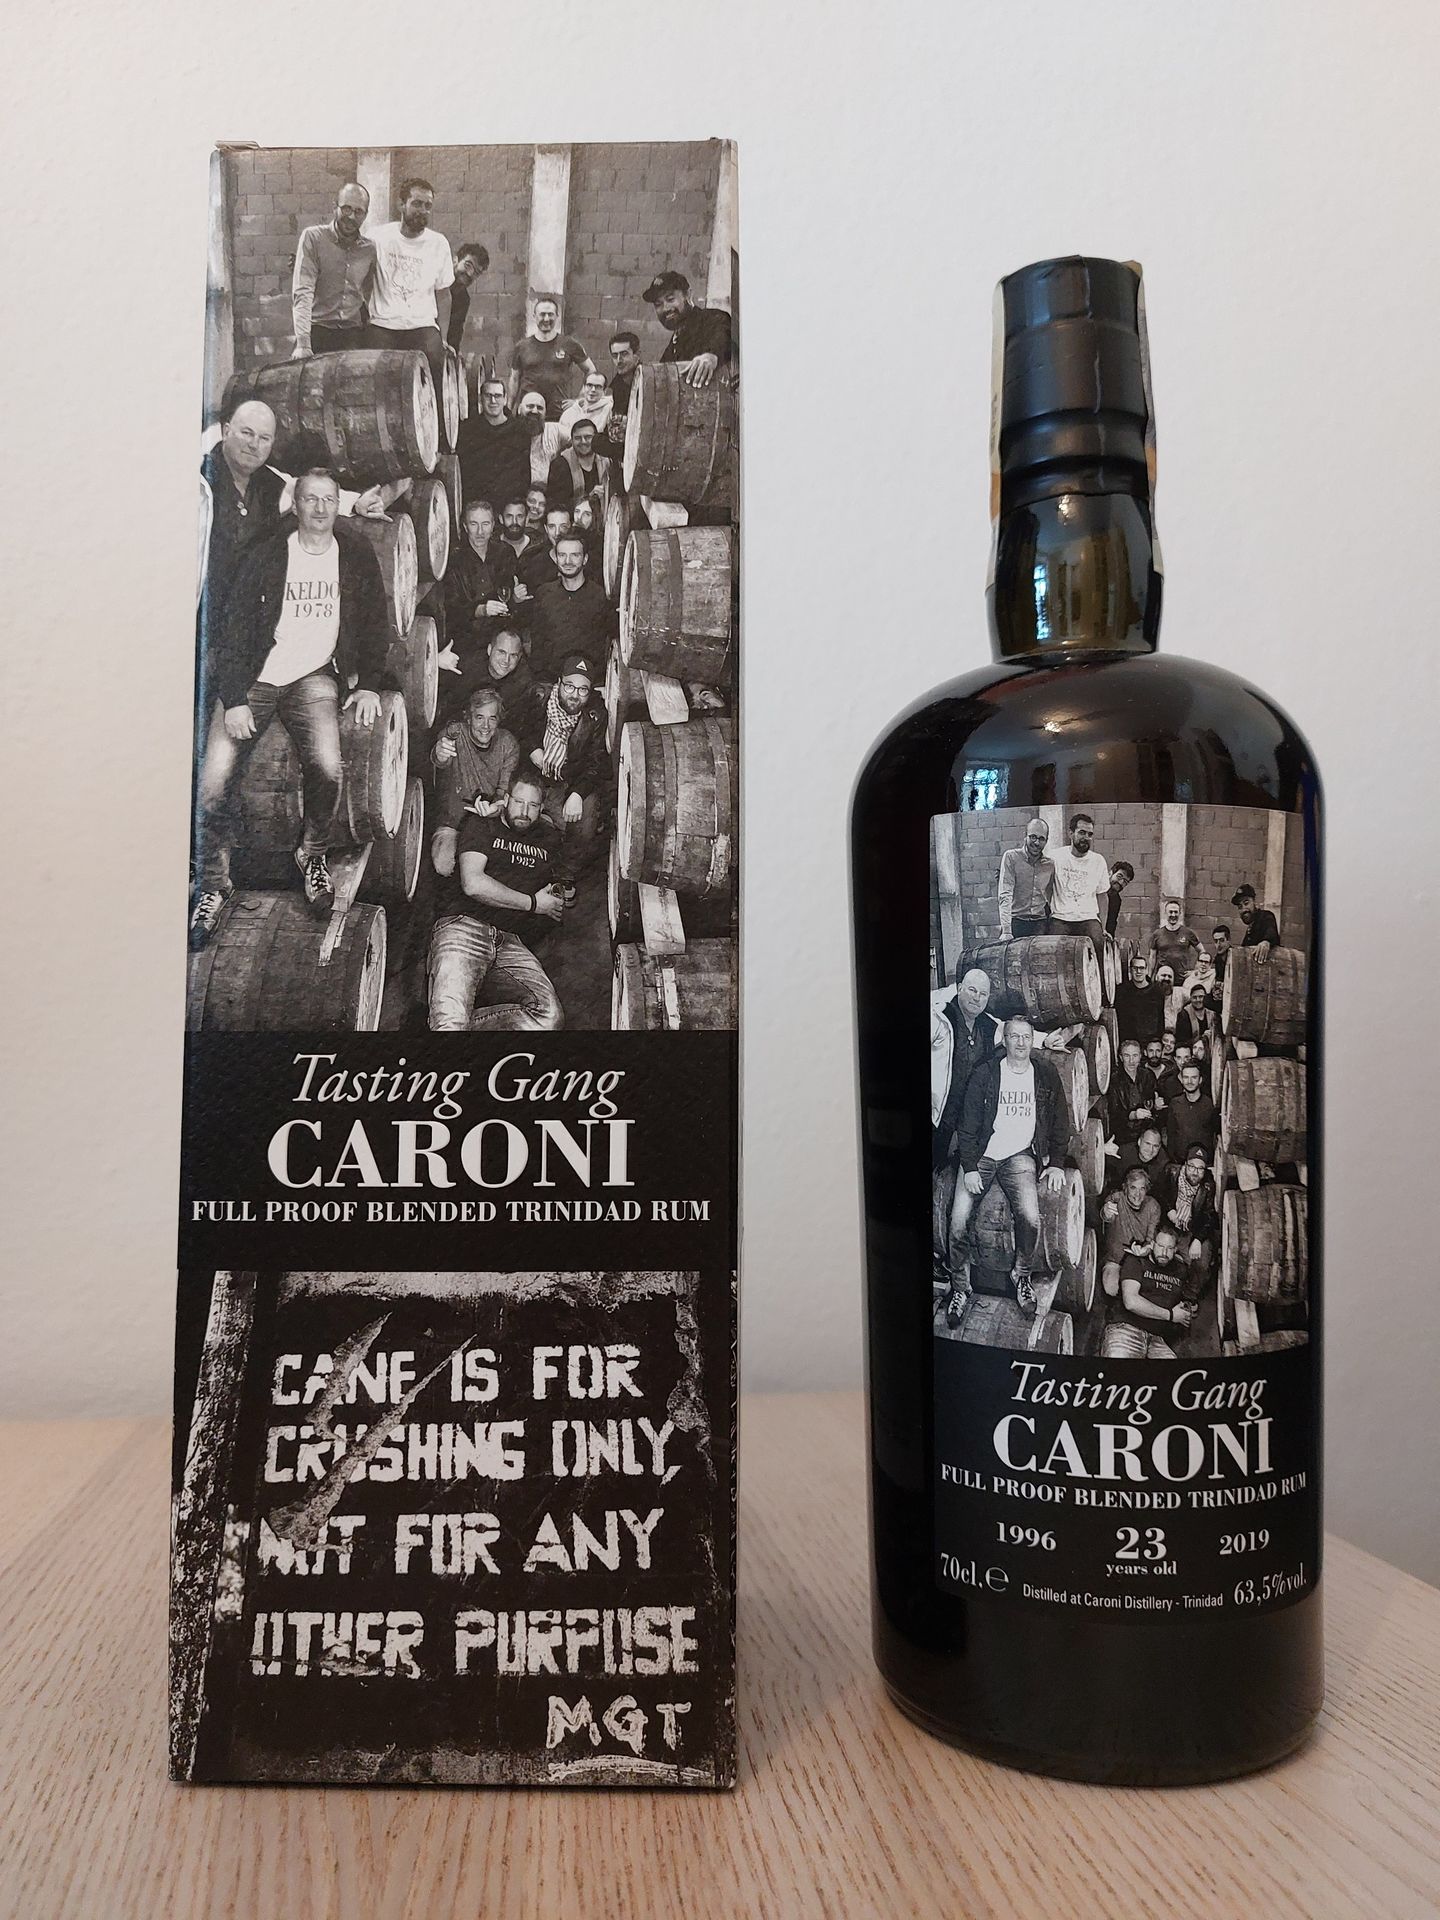 KELDO
1978
BLAIRMONT
1982
Tasting Gang
CARONI
FULL PROOF BLENDED TRINIDAD RUM
CANE IS FOR
CRUSHING ONLY,
NOT FOR ANY
OTHER PURPOSE
MGT
KELDO
1978
BLAIRMONT
1982
Tasting Gang
CARONI
FULL PROOF BLENDED TRINIDAD RUM
1996 23 2019
years old
70cl.℮ Distilled at Caroni Distillery - Trinidad 63,5%vol.